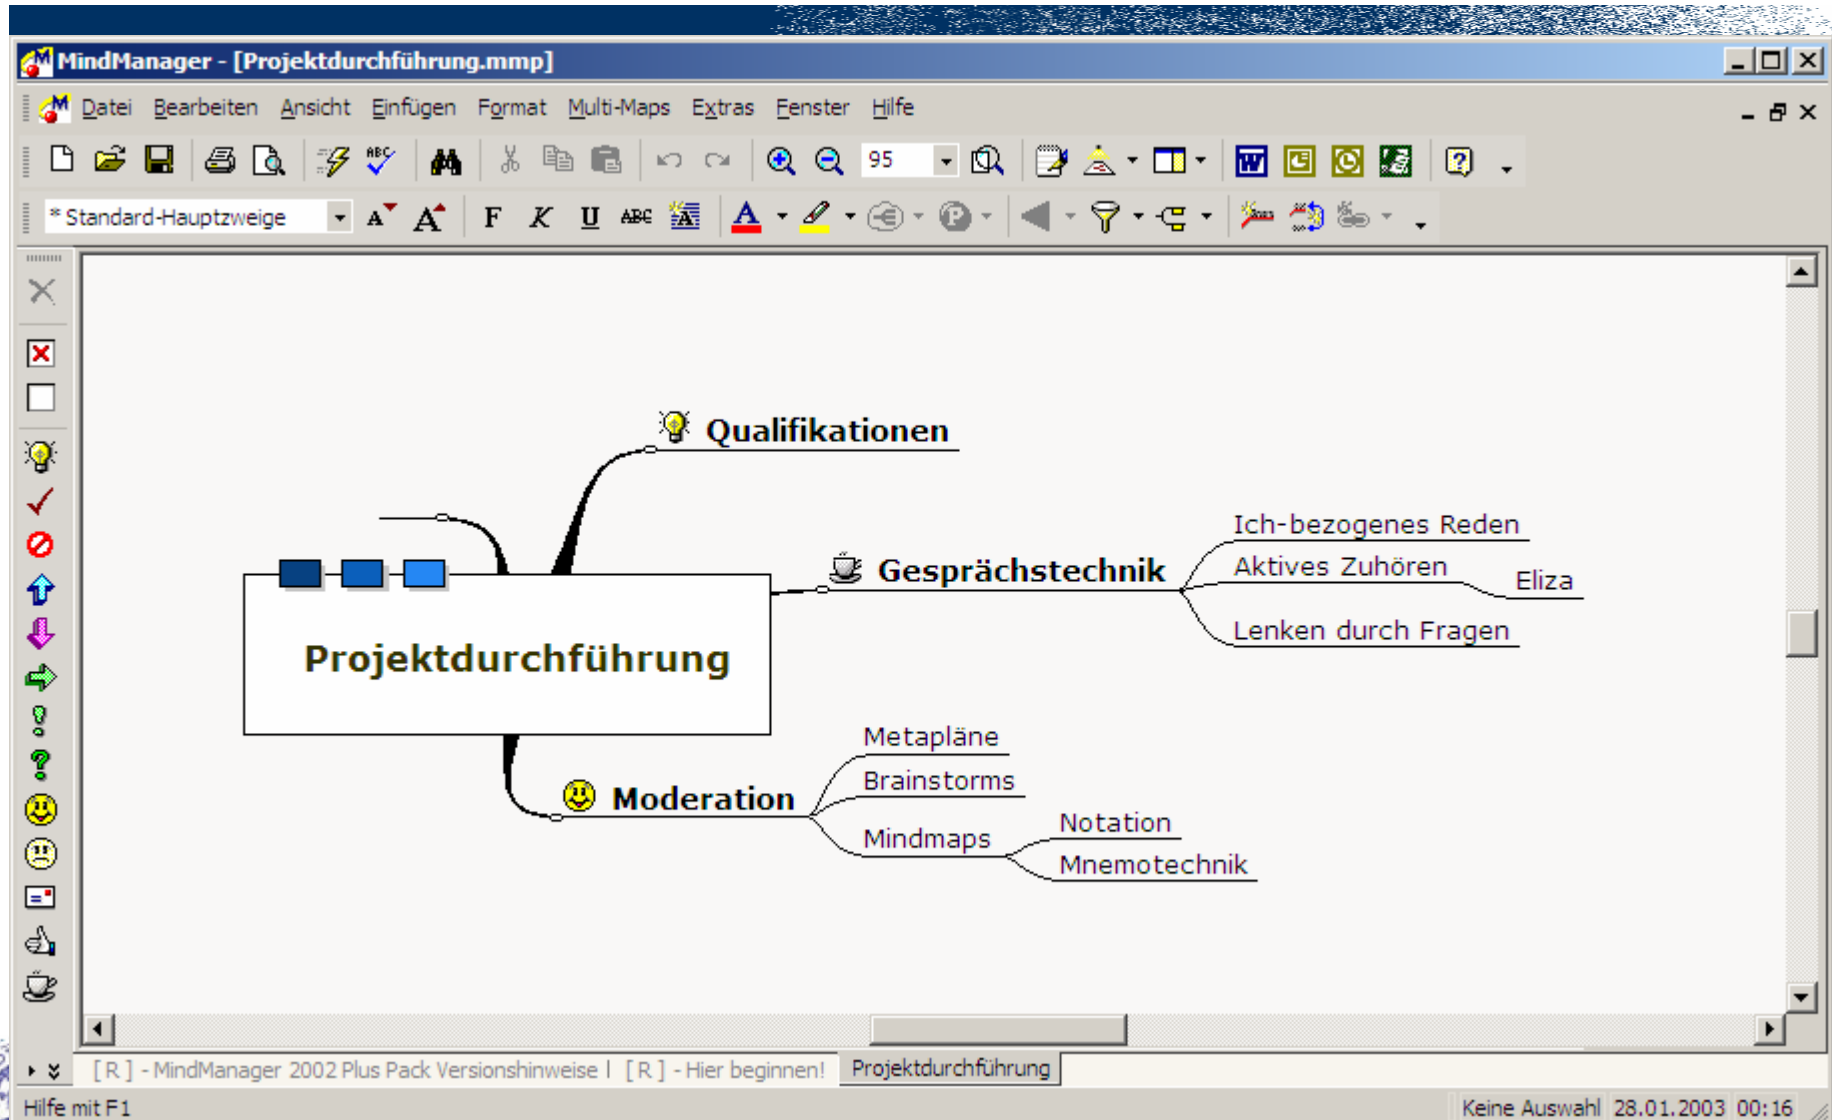 MindManager - [Projektdurchführung.mmp]
Datei Bearbeiten Ansicht Einfügen Format Multi-Maps Extras Fenster Hilfe
95
* Standard-Hauptzweige
Qualifikationen
Gesprächstechnik
Ich-bezogenes Reden
Aktives Zuhören
Eliza
Lenken durch Fragen
Projektdurchführung
Moderation
Metapläne
Brainstorms
Mindmaps
Notation
Mnemotechnik
[ R ] - MindManager 2002 Plus Pack Versionshinweise | [ R ] - Hier beginnen! Projektdurchführung
Hilfe mit F1 Keine Auswahl 28.01.2003 00:16